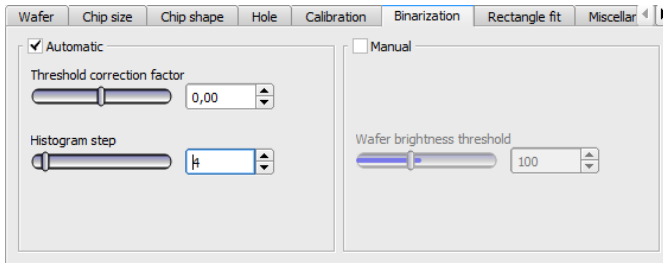 Wafer Chip size Chip shape Hole Calibration Binarization Rectangle fit Miscellar
Automatic
Manual
Threshold correction factor
0,00
Histogram step
4
Wafer brightness threshold
100